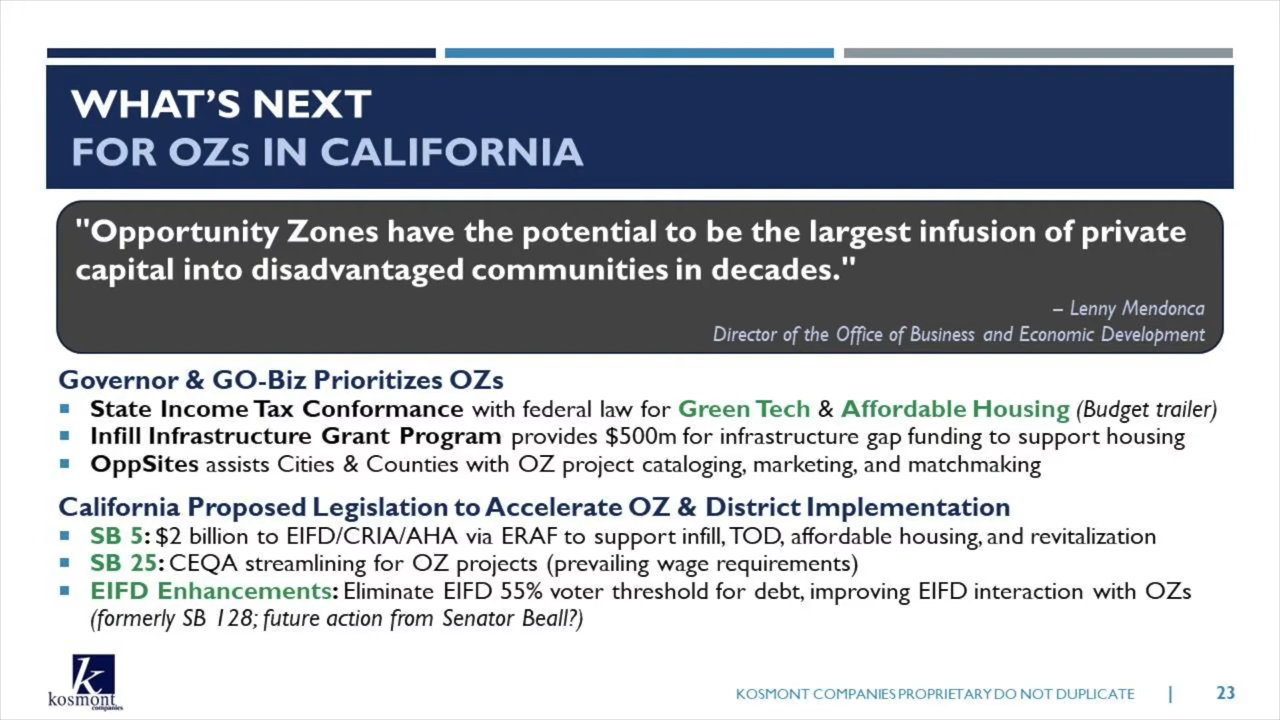 WHAT'S NEXT
FOR OZs IN CALIFORNIA
"Opportunity Zones have the potential to be the largest infusion of private
capital into disadvantaged communities in decades."
– Lenny Mendonca
Director of the Office of Business and Economic Development
Governor & GO-Biz Prioritizes OZs
▪ State Income Tax Conformance with federal law for Green Tech & Affordable Housing (Budget trailer)
▪ Infill Infrastructure Grant Program provides $500m for infrastructure gap funding to support housing
▪ OppSites assists Cities & Counties with OZ project cataloging, marketing, and matchmaking
California Proposed Legislation to Accelerate OZ & District Implementation
▪ SB 5: $2 billion to EIFD/CRIA/AHA via ERAF to support infill, TOD, affordable housing, and revitalization
▪ SB 25: CEQA streamlining for OZ projects (prevailing wage requirements)
▪ EIFD Enhancements: Eliminate EIFD 55% voter threshold for debt, improving EIFD interaction with OZs
(formerly SB 128; future action from Senator Beall?)
k
kosmont
companies
KOSMONT COMPANIES PROPRIETARY DO NOT DUPLICATE | 23